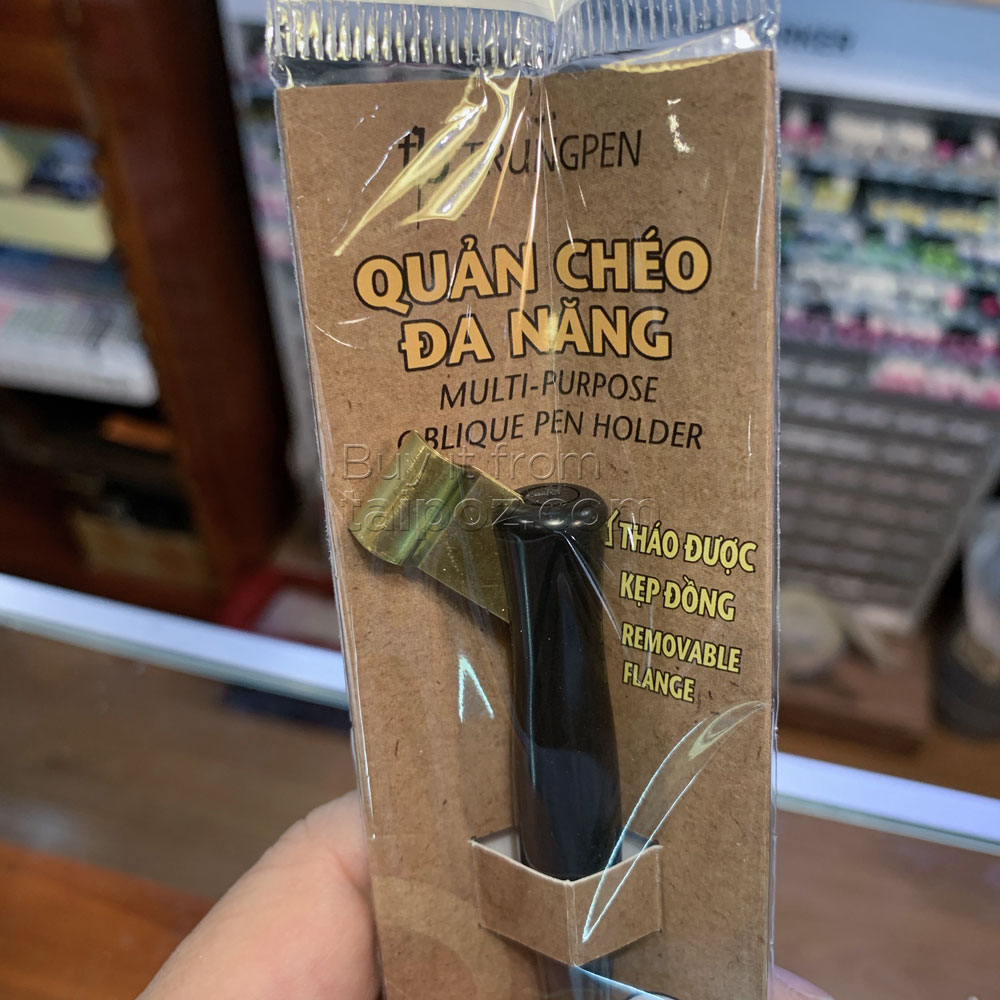 TRUNGPEN
QUẢN CHÉO
ĐA NĂNG
MULTI-PURPOSE
OBLIQUE PEN HOLDER
Buy it from
taipoz.com
THÁO ĐƯỢC
KẸP ĐỒNG
REMOVABLE
FLANGE